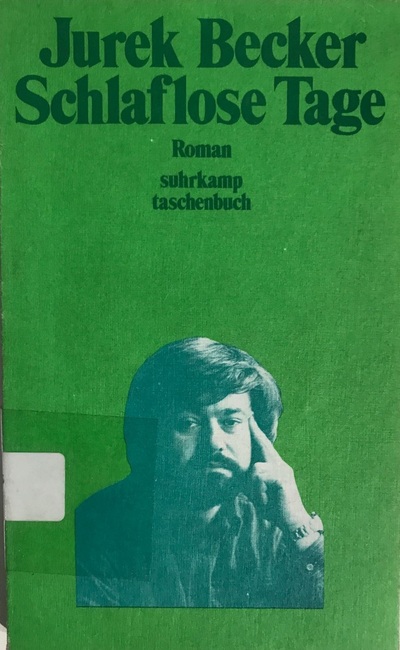 Jurek Becker
Schlaflose Tage
Roman
suhrkamp
taschenbuch